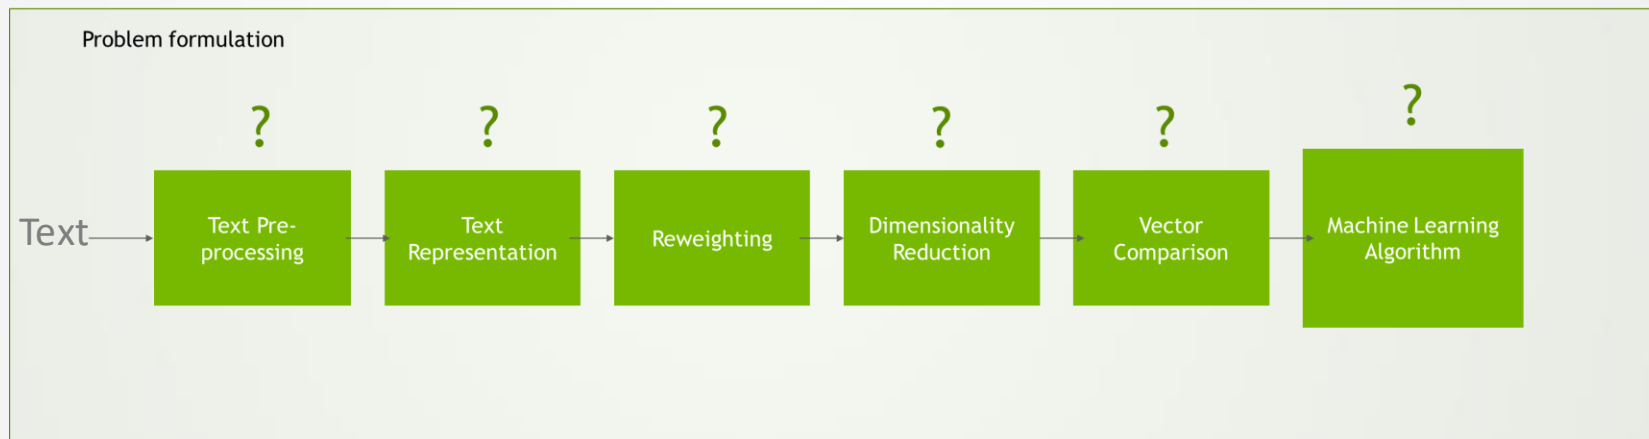 Problem formulation
? ? ? ? ? ?
Text
Text Pre-
processing
Text
Representation
Reweighting
Dimensionality
Reduction
Vector
Comparison
Machine Learning
Algorithm